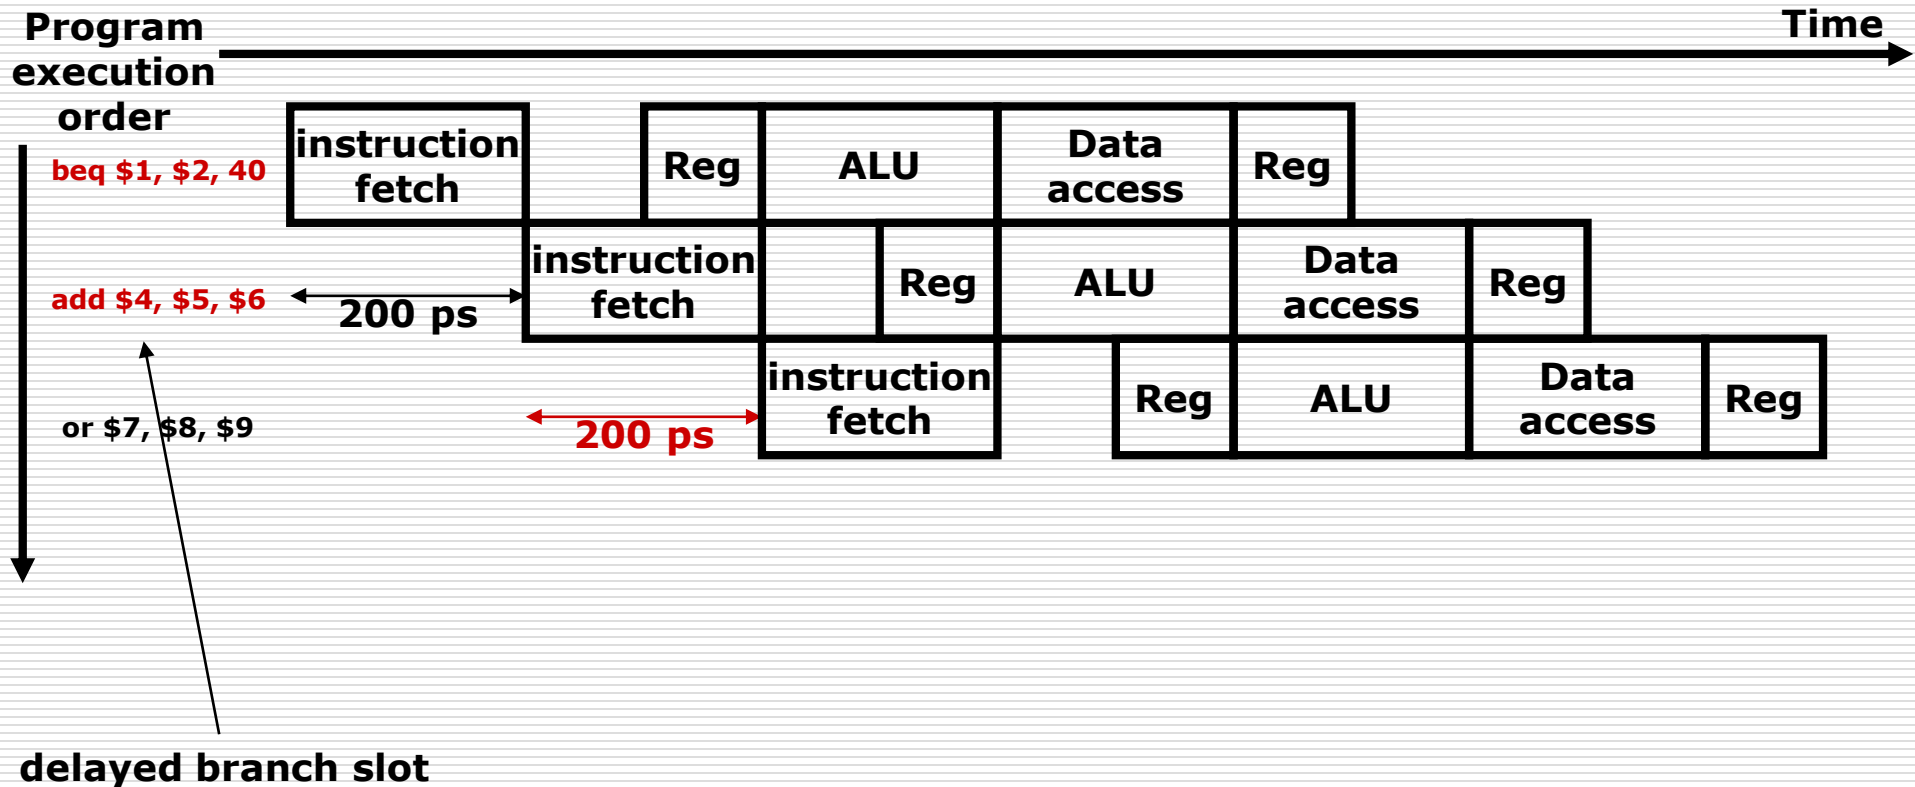 Program
execution
order
Time
beq $1, $2, 40
instruction
fetch
Reg
ALU
Data
access
Reg
add $4, $5, $6
200 ps
instruction
fetch
Reg
ALU
Data
access
Reg
or $7, $8, $9
200 ps
instruction
fetch
Reg
ALU
Data
access
Reg
delayed branch slot